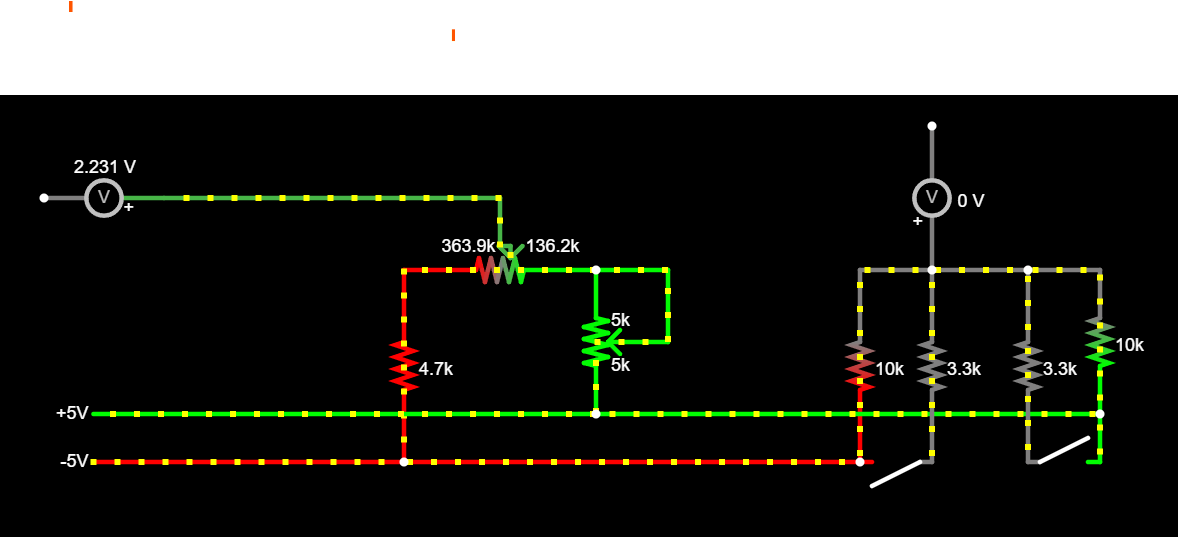 2.231 V
V
+
V
0 V
+
363.9k
136.2k
5k
5k
4.7k
10k
3.3k
3.3k
10k
+5V
-5V